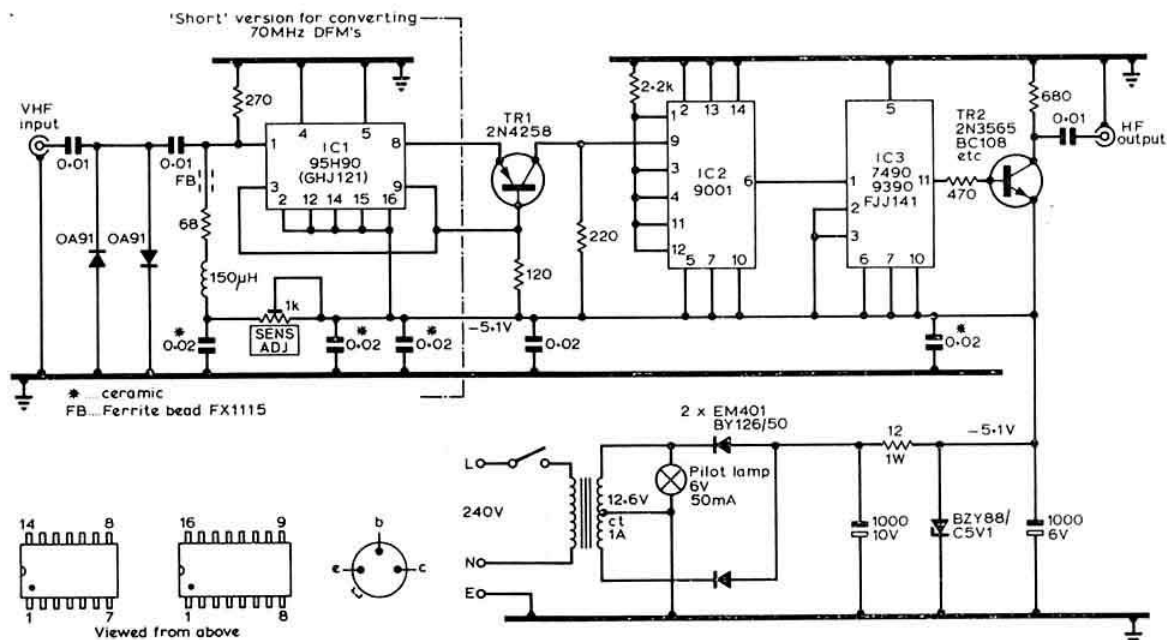 'Short' version for converting
70MHz DFM's
VHF
input
0·01
0·01
FB
OA91
OA91
270
68
150µH
1
4
5
8
IC1
95H90
(GHJ121)
3
9
2
12
14
15
16
TR1
2N4258
120
220
2·2k
2
13
14
1
9
3
4
11
12
IC2
9001
6
5
7
10
5
IC3
7490
9390
FJJ141
1
11
2
3
6
7
10
470
TR2
2N3565
BC108
etc
680
0·01
HF
output
1k
SENS
ADJ
-5·1V
*
0·02
*
0·02
*
0·02
0·02
*
0·02
* ....ceramic
FB....Ferrite bead FX1115
2 x EM401
BY126/50
L
240V
N
E
12·6V
ct
1A
Pilot lamp
6V
50mA
12
1W
-5·1V
1000
10V
BZY88/
C5V1
1000
6V
14
8
1
7
16
9
1
8
b
e
c
Viewed from above